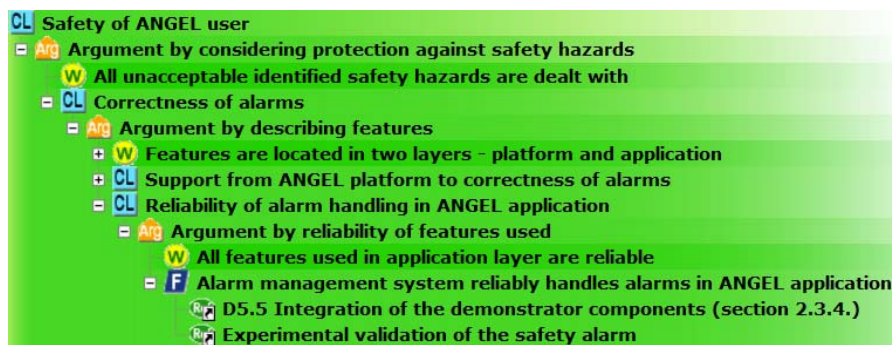 CL Safety of ANGEL user
Arg Argument by considering protection against safety hazards
W All unacceptable identified safety hazards are dealt with
CL Correctness of alarms
Arg Argument by describing features
W Features are located in two layers - platform and application
CL Support from ANGEL platform to correctness of alarms
CL Reliability of alarm handling in ANGEL application
Arg Argument by reliability of features used
W All features used in application layer are reliable
F Alarm management system reliably handles alarms in ANGEL application
D5.5 Integration of the demonstrator components (section 2.3.4.)
Experimental validation of the safety alarm